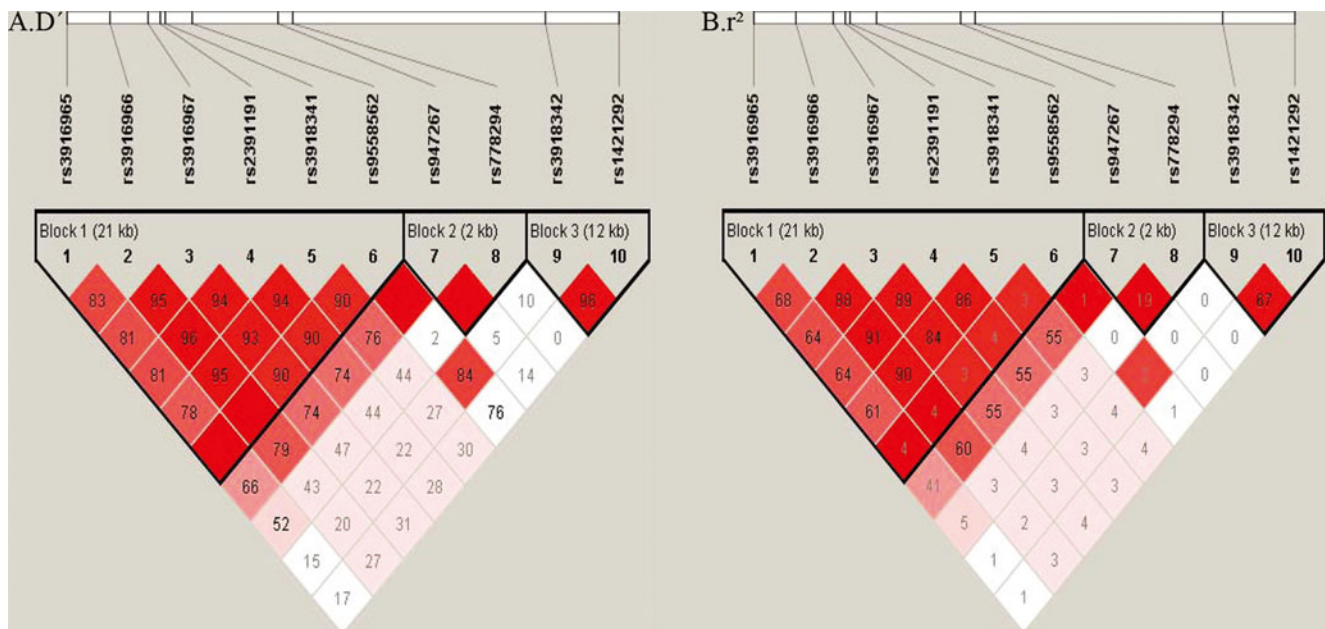 A.D´
rs3916965
rs3916966
rs3916967
rs2391191
rs3918341
rs9558562
rs947267
rs778294
rs3918342
rs1421292
Block 1 (21 kb) Block 2 (2 kb) Block 3 (12 kb)
1 2 3 4 5 6 7 8 9 10
83 95 94 94 90 10
81 96 93 90 76 2 5 0
81 95 90 74 44 84 14
78 74 44 27 76
79 47 22 30
66 43 22 28
52 20 31
15 27
17
B.r²
rs3916965
rs3916966
rs3916967
rs2391191
rs3918341
rs9558562
rs947267
rs778294
rs3918342
rs1421292
Block 1 (21 kb) Block 2 (2 kb) Block 3 (12 kb)
1 2 3 4 5 6 7 8 9 10
68 88 89 86 3 1 19 0 67
64 91 84 4 55 0 0 0
64 90 3 55 3 0
61 4 55 3 4 1
4 60 4 3 4
41 3 3 3
5 2 4
1 3
1